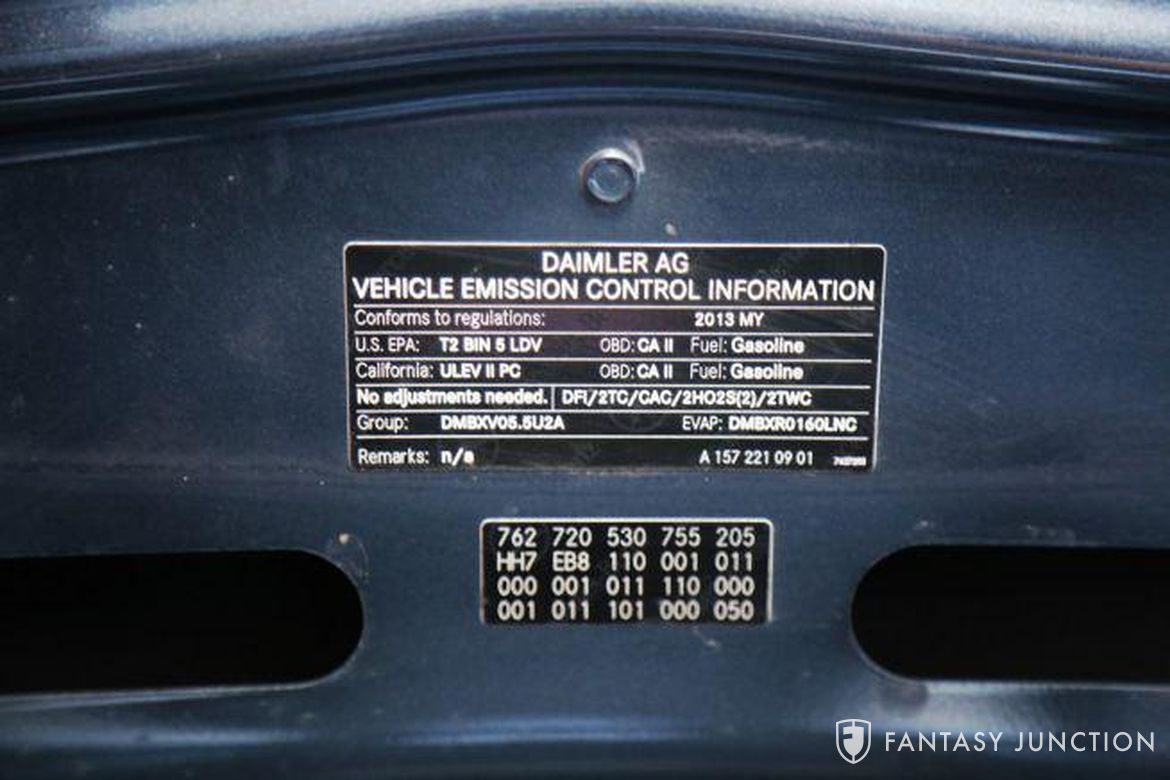 DAIMLER AG
VEHICLE EMISSION CONTROL INFORMATION
Conforms to regulations: 2013 MY
U.S. EPA: T2 BIN 5 LDV OBD: CA II Fuel: Gasoline
California: ULEV II PC OBD: CA II Fuel: Gasoline
No adjustments needed. DFI/2TC/CAC/2HO2S(2)/2TWC
Group: DMBXV05.5U2A EVAP: DMBXR0160LNC
Remarks: n/a A 157 221 09 01
762 720 530 755 205
HH7 EB8 110 001 011
000 001 011 110 000
001 011 101 000 050
FANTASY JUNCTION